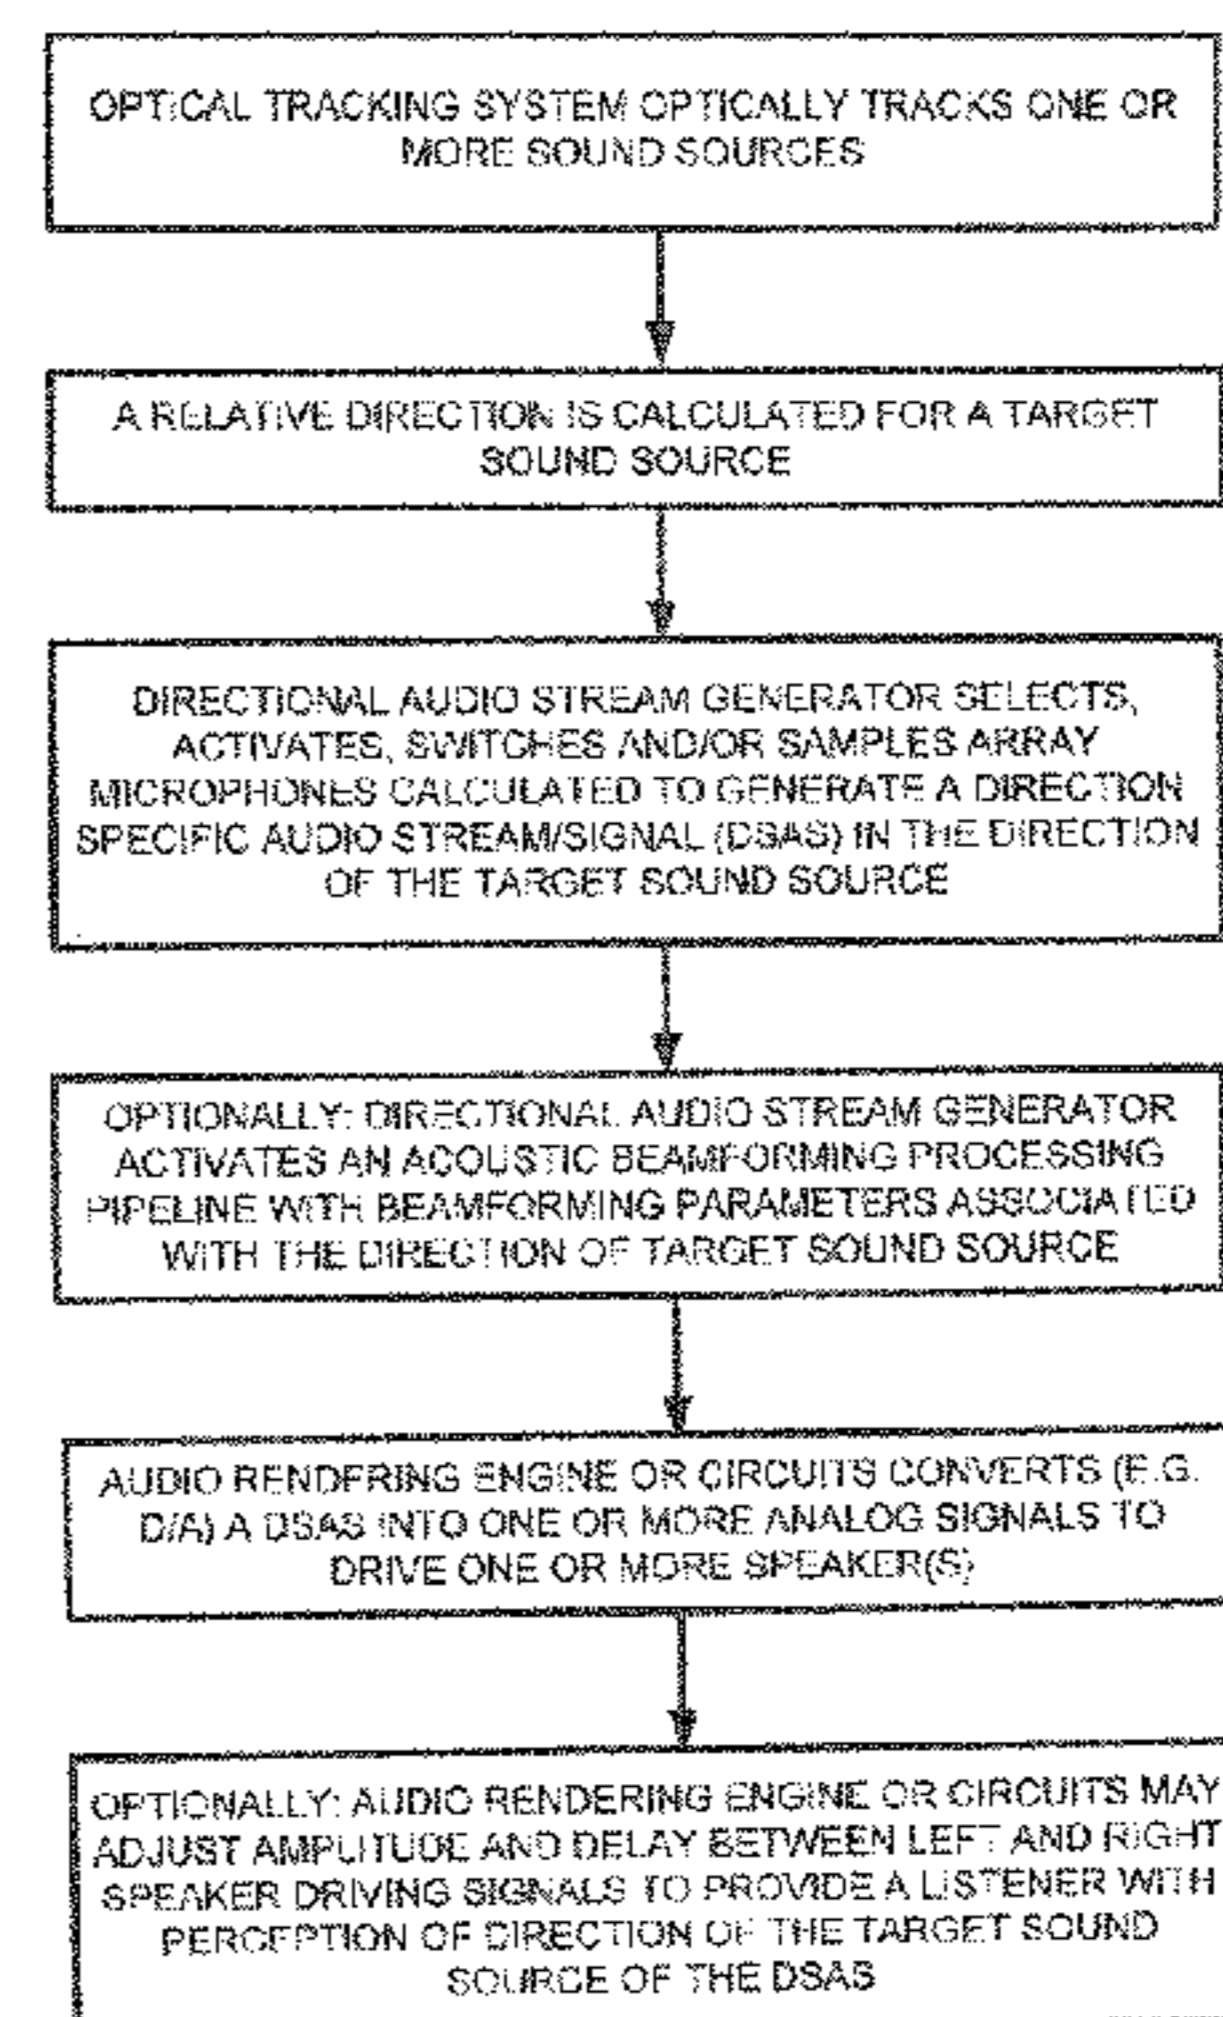 OPTICAL TRACKING SYSTEM OPTICALLY TRACKS ONE OR
MORE SOUND SOURCES
A RELATIVE DIRECTION IS CALCULATED FOR A TARGET
SOUND SOURCE
DIRECTIONAL AUDIO STREAM GENERATOR SELECTS,
ACTIVATES, SWITCHES AND/OR SAMPLES ARRAY
MICROPHONES CALCULATED TO GENERATE A DIRECTION
SPECIFIC AUDIO STREAM/SIGNAL (DSAS) IN THE DIRECTION
OF THE TARGET SOUND SOURCE
OPTIONALLY: DIRECTIONAL AUDIO STREAM GENERATOR
ACTIVATES AN ACOUSTIC BEAMFORMING PROCESSING
PIPELINE WITH BEAMFORMING PARAMETERS ASSOCIATED
WITH THE DIRECTION OF TARGET SOUND SOURCE
AUDIO RENDERING ENGINE OR CIRCUITS CONVERTS (E.G.
D/A) A DSAS INTO ONE OR MORE ANALOG SIGNALS TO
DRIVE ONE OR MORE SPEAKER(S)
OPTIONALLY: AUDIO RENDERING ENGINE OR CIRCUITS MAY
ADJUST AMPLITUDE AND DELAY BETWEEN LEFT AND RIGHT
SPEAKER DRIVING SIGNALS TO PROVIDE A LISTENER WITH
PERCEPTION OF DIRECTION OF THE TARGET SOUND
SOURCE OF THE DSAS